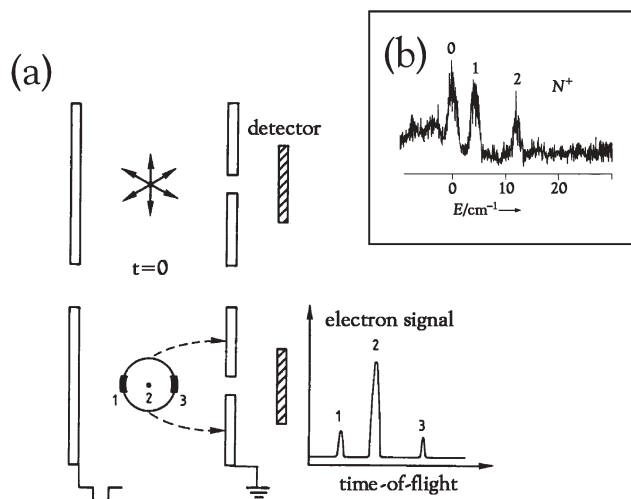 (a)
detector
t=0
1 2 3
electron signal
1
2
3
time-of-flight
(b)
0
1
2
N+
0 10 20
E/cm−1